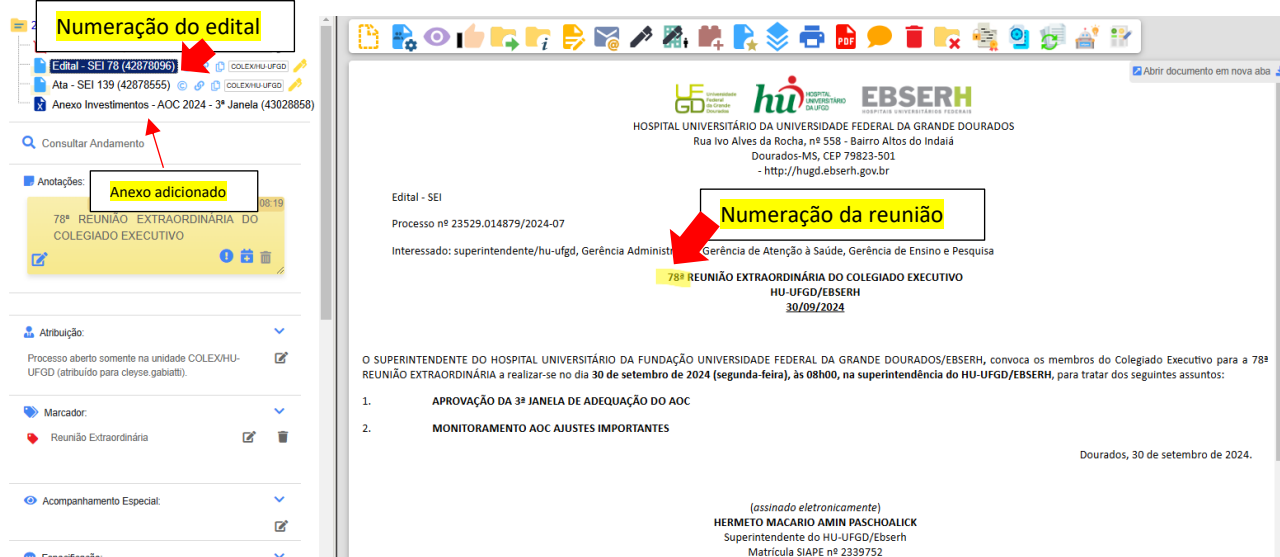 Numeração do edital
Edital - SEI 78 (42878096)
COLEX/HU-UFGD
Ata - SEI 139 (42878555)
COLEX/HU-UFGD
Anexo Investimentos - AOC 2024 - 3ª Janela (43028858)
Consultar Andamento
Anotações:
Anexo adicionado
08:19
78ª REUNIÃO EXTRAORDINÁRIA DO
COLEGIADO EXECUTIVO
Atribuição:
Processo aberto somente na unidade COLEX/HU-
UFGD (atribuído para cleyse.gabiatti).
Marcador:
Reunião Extraordinária
Acompanhamento Especial:
PDF
Abrir documento em nova aba
UFGD
Universidade
Federal
da Grande
Dourados
hu
HOSPITAL
UNIVERSITÁRIO
DA UFGD
EBSERH
HOSPITAIS UNIVERSITÁRIOS FEDERAIS
HOSPITAL UNIVERSITÁRIO DA UNIVERSIDADE FEDERAL DA GRANDE DOURADOS
Rua Ivo Alves da Rocha, nº 558 - Bairro Altos do Indaiá
Dourados-MS, CEP 79823-501
- http://hugd.ebserh.gov.br
Edital - SEI
Numeração da reunião
Processo nº 23529.014879/2024-07
Interessado: superintendente/hu-ufgd, Gerência Gerência de Atenção à Saúde, Gerência de Ensino e Pesquisa
78ª REUNIÃO EXTRAORDINÁRIA DO COLEGIADO EXECUTIVO
HU-UFGD/EBSERH
30/09/2024
O SUPERINTENDENTE DO HOSPITAL UNIVERSITÁRIO DA FUNDAÇÃO UNIVERSIDADE FEDERAL DA GRANDE DOURADOS/EBSERH, convoca os membros do Colegiado Executivo para a 78ª
REUNIÃO EXTRAORDINÁRIA a realizar-se no dia 30 de setembro de 2024 (segunda-feira), às 08h00, na superintendência do HU-UFGD/EBSERH, para tratar dos seguintes assuntos:
1. APROVAÇÃO DA 3ª JANELA DE ADEQUAÇÃO DO AOC
2. MONITORAMENTO AOC AJUSTES IMPORTANTES
Dourados, 30 de setembro de 2024.
(assinado eletronicamente)
HERMETO MACARIO AMIN PASCHOALICK
Superintendente do HU-UFGD/Ebserh
Matrícula SIAPE nº 2339752